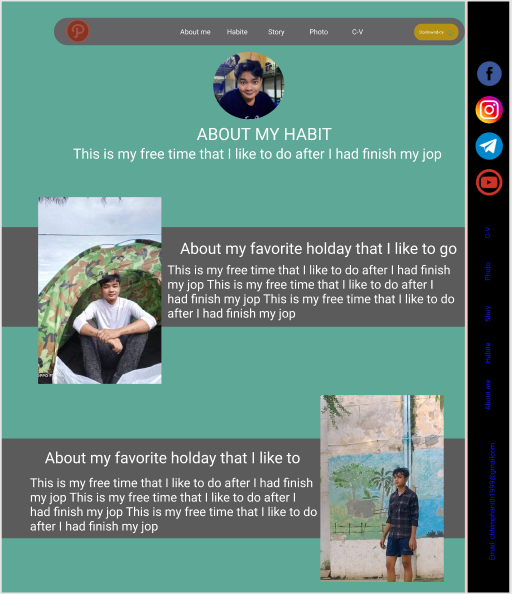 About me Habite Story Photo C-V
ABOUT MY HABIT
This is my free time that I like to do after I had finish my jop
About my favorite holday that I like to go
This is my free time that I like to do after I had finish
my jop This is my free time that I like to do after I
had finish my jop This is my free time that I like to do
after I had finish my jop
About my favorite holday that I like to
This is my free time that I like to do after I had finish
my jop This is my free time that I like to do after I
had finish my jop This is my free time that I like to do
after I had finish my jop
C-V
Photo
Story
Habite
About me
Email: